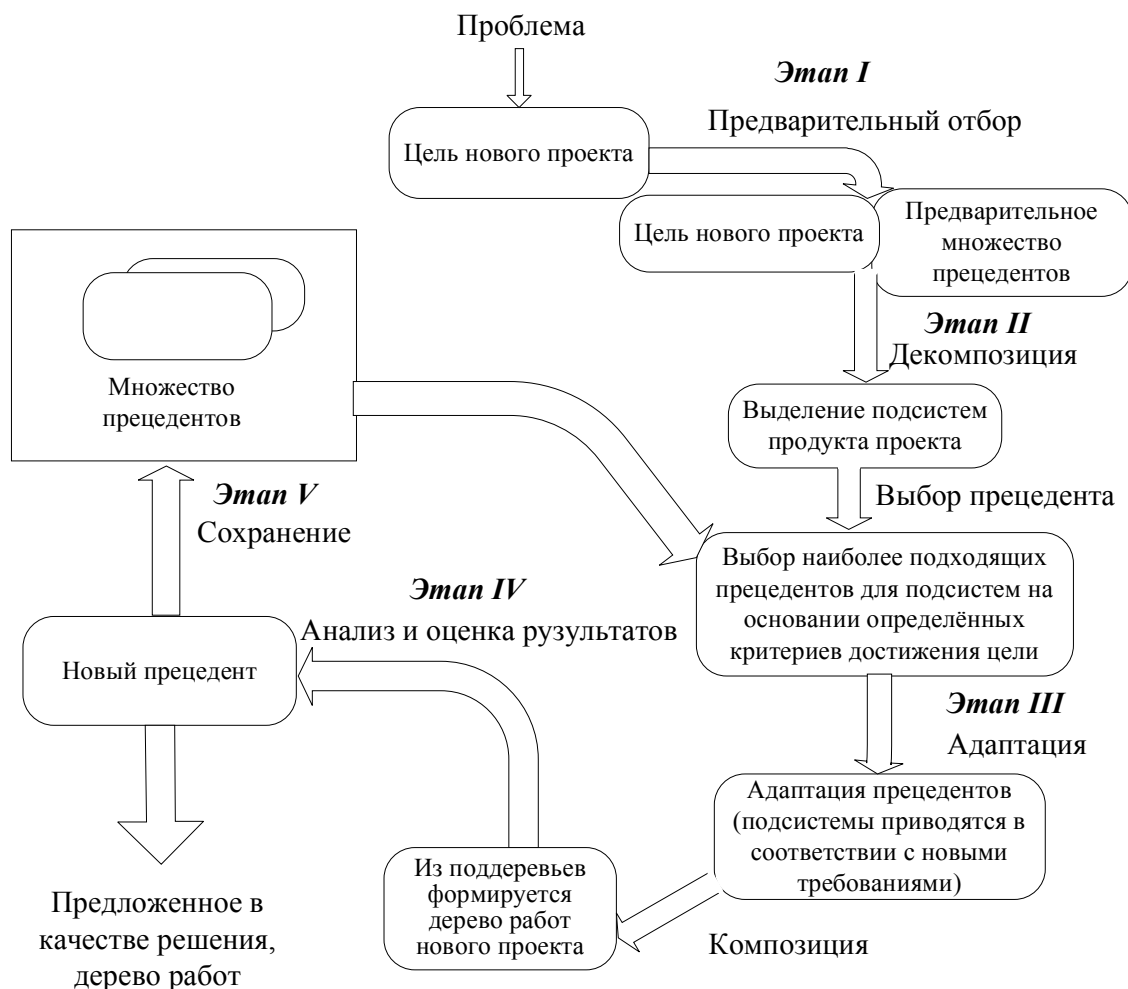 Проблема
Этап I
Предварительный отбор
Цель нового проекта
Цель нового проекта
Предварительное
множество
прецедентов
Этап II
Декомпозиция
Множество
прецедентов
Выделение подсистем
продукта проекта
Выбор прецедента
Этап V
Сохранение
Выбор наиболее подходящих
прецедентов для подсистем на
основании определённых
критериев достижения цели
Этап IV
Анализ и оценка рузультатов
Новый прецедент
Этап III
Адаптация
Адаптация прецедентов
(подсистемы приводятся в
соответствии с новыми
требованиями)
Из поддеревьев
формируется
дерево работ
нового проекта
Композиция
Предложенное в
качестве решения,
дерево работ